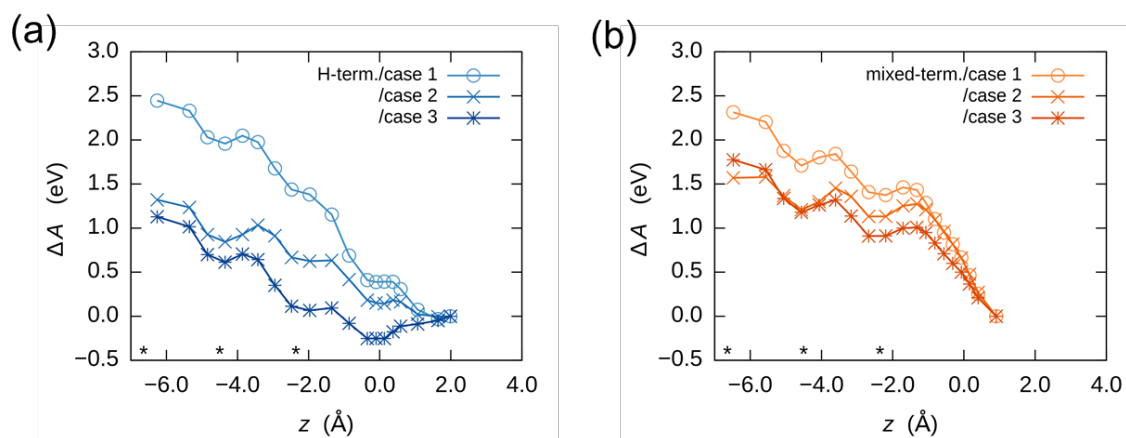 (a)
3.0
2.5
2.0
1.5
1.0
0.5
0.0
−0.5
ΔA (eV)
H-term./case 1
/case 2
/case 3
* * *
−6.0 −4.0 −2.0 0.0 2.0 4.0
z (Å)
(b)
3.0
2.5
2.0
1.5
1.0
0.5
0.0
−0.5
ΔA (eV)
mixed-term./case 1
/case 2
/case 3
* * *
−6.0 −4.0 −2.0 0.0 2.0 4.0
z (Å)